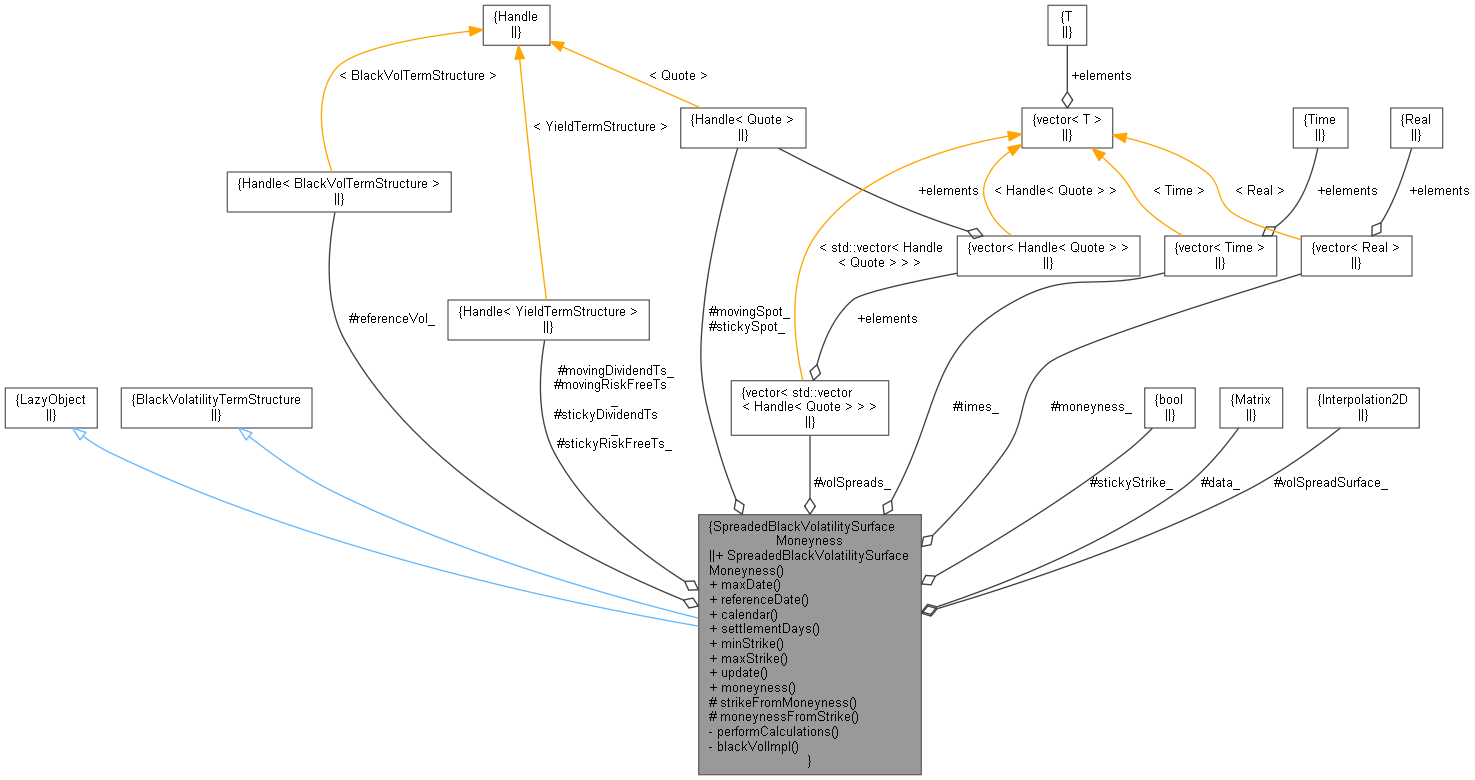 {Handle
||}
{T
||}
< BlackVolTermStructure >
< Quote >
+elements
{Handle< Quote >
||}
{vector< T >
||}
{Time
||}
{Real
||}
< YieldTermStructure >
{Handle< BlackVolTermStructure >
||}
+elements
< Handle< Quote > >
< Time >
< Real >
+elements
+elements
< std::vector< Handle
< Quote > > >
{vector< Handle< Quote > >
||}
{vector< Time >
||}
{vector< Real >
||}
#referenceVol_
{Handle< YieldTermStructure >
||}
#movingSpot_
#stickySpot_
+elements
#movingDividendTs_
#movingRiskFreeTs
_
#stickyDividendTs
_
#stickyRiskFreeTs_
{LazyObject
||}
{BlackVolatilityTermStructure
||}
{vector< std::vector
< Handle< Quote > > >
||}
#times_
#moneyness_
{bool
||}
{Matrix
||}
{Interpolation2D
||}
#volSpreads_
#stickyStrike_
#data_
#volSpreadSurface_
{SpreadedBlackVolatilitySurface
Moneyness
||+ SpreadedBlackVolatilitySurface
Moneyness()
+ maxDate()
+ referenceDate()
+ calendar()
+ settlementDays()
+ minStrike()
+ maxStrike()
+ update()
+ moneyness()
# strikeFromMoneyness()
# moneynessFromStrike()
- performCalculations()
- blackVolImpl()
}